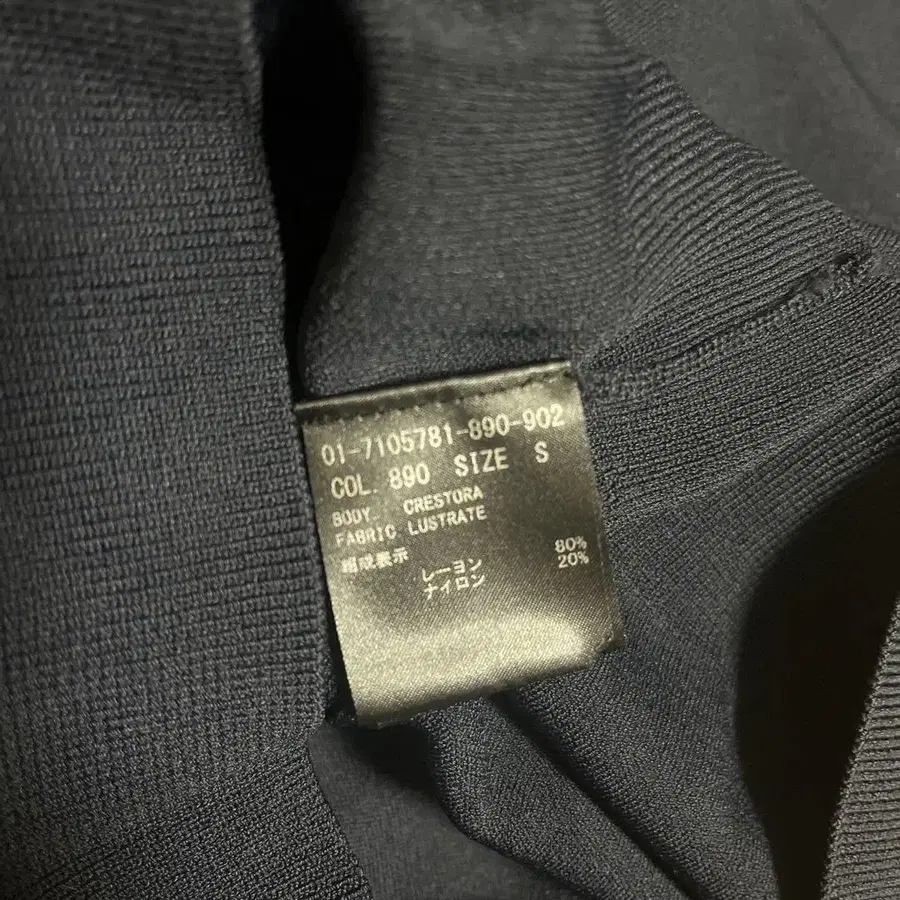 01-7105781-890-902
COL. 890 SIZE S
BODY. CRESTORA
FABRIC LUSTRATE
組成表示
レーヨン 80%
ナイロン 20%